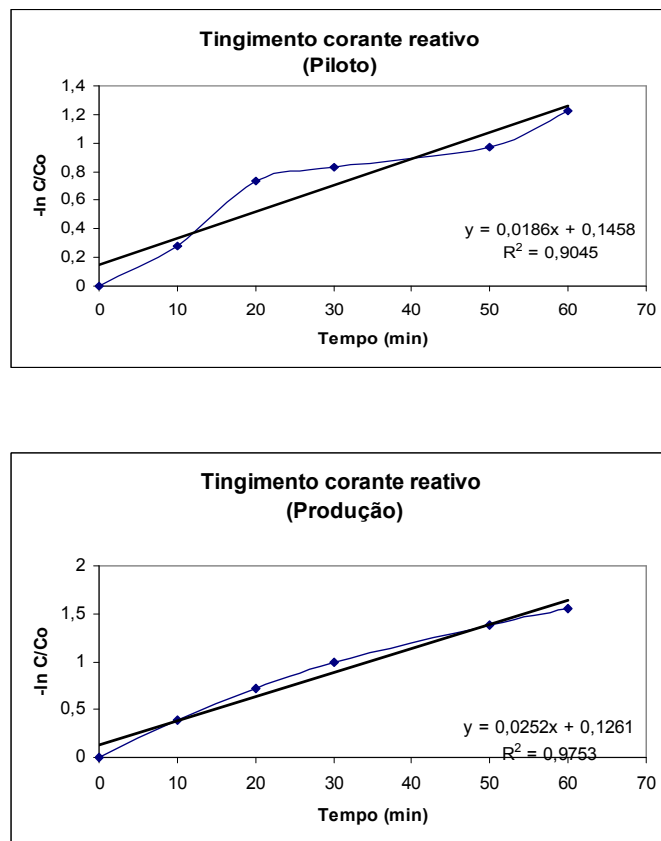 Tingimento corante reativo
(Piloto)
1,4
1,2
1
0,8
0,6
0,4
0,2
0
-ln C/Co
y = 0,0186x + 0,1458
R² = 0,9045
0 10 20 30 40 50 60 70
Tempo (min)
Tingimento corante reativo
(Produção)
2
1,5
1
0,5
0
-ln C/Co
y = 0,0252x + 0,1261
R² = 0,9753
0 10 20 30 40 50 60 70
Tempo (min)